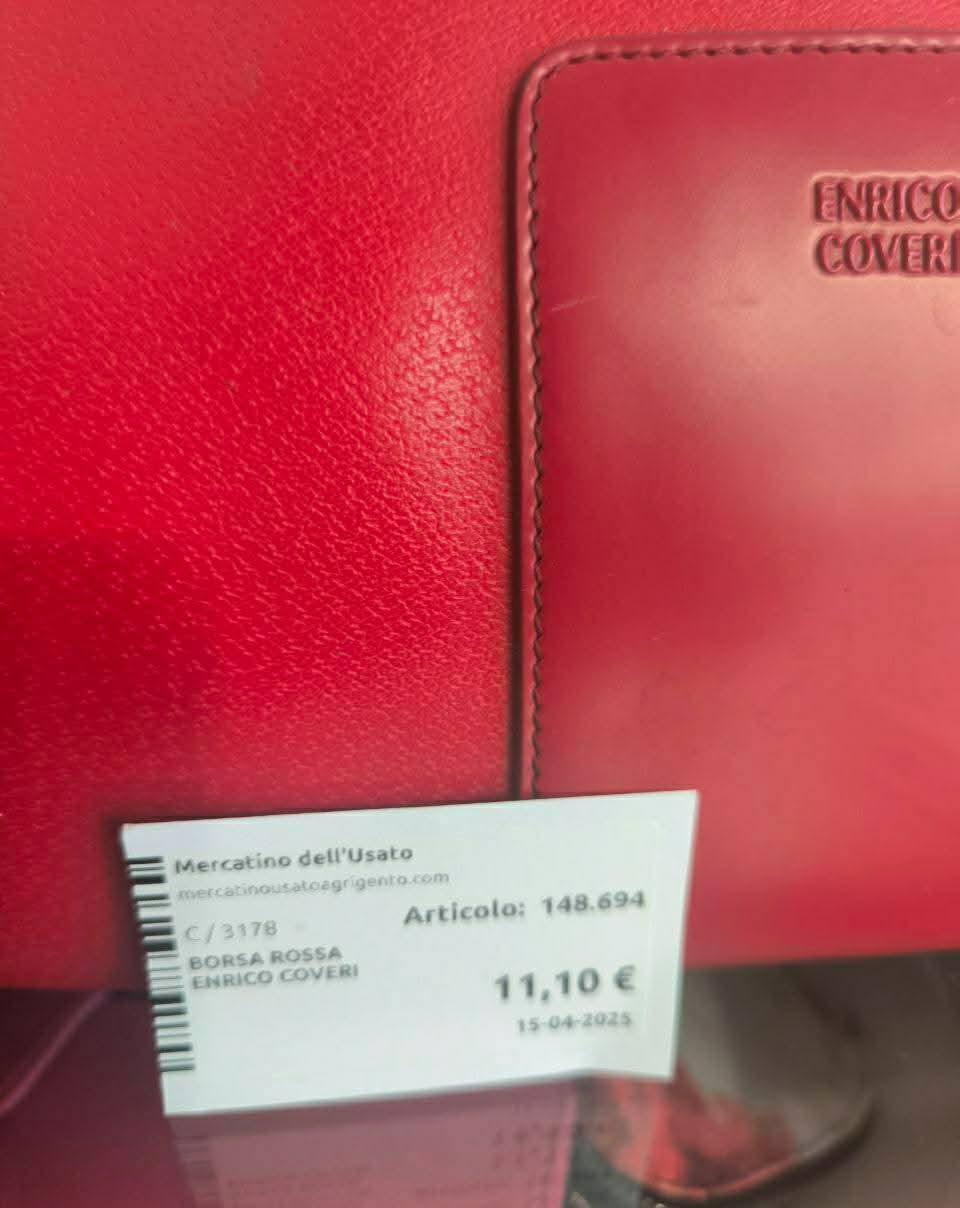 ENRICO
COVERI
Mercatino dell'Usato
mercatinousatoagrigento.com
C / 3178
Articolo: 148.694
BORSA ROSSA
ENRICO COVERI
11,10 €
15-04-2025